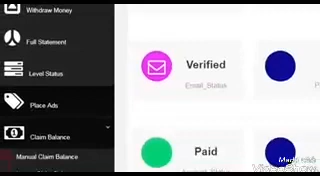 Withdraw Money
Full Statement
Level Status
Place Ads
Claim Balance
Manual Claim Balance
Verified
Email_Status
Paid